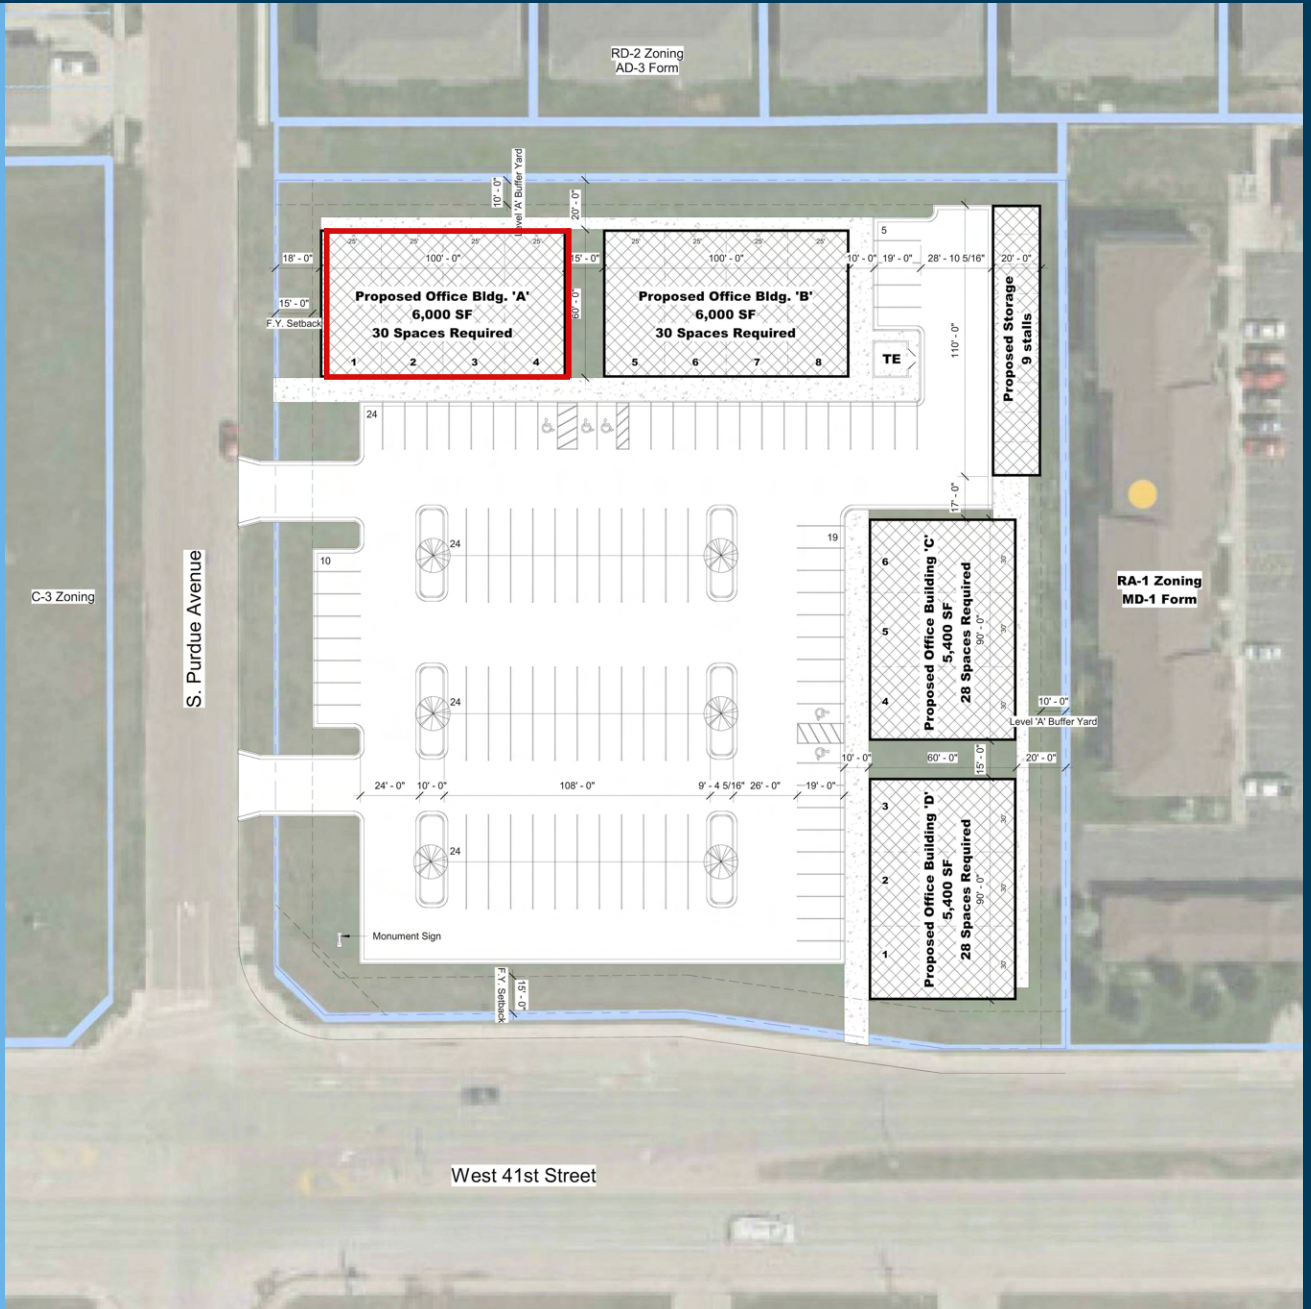 RD-2 Zoning
AD-3 Form
10' - 0"
Level 'A' Buffer Yard
20' - 0"
5
25'
25'
25'
25'
25'
25'
25'
25'
18' - 0"
100' - 0"
15' - 0"
100' - 0"
10' - 0"
19' - 0"
28' - 10 5/16"
20' - 0"
15' - 0"
F.Y. Setback
Proposed Office Bldg. 'A'
6,000 SF
30 Spaces Required
1
2
3
4
60' - 0"
Proposed Office Bldg. 'B'
6,000 SF
30 Spaces Required
5
6
7
8
TE
110' - 0"
Proposed Storage
9 stalls
24
17' - 0"
24
19
10
C-3 Zoning
S. Purdue Avenue
6
5
4
Proposed Office Building 'C'
5,400 SF
28 Spaces Required
90' - 0"
30'
30'
30'
RA-1 Zoning
MD-1 Form
24
10' - 0"
Level 'A' Buffer Yard
10' - 0"
60' - 0"
15' - 0"
20' - 0"
24' - 0"
10' - 0"
108' - 0"
9' - 4 5/16"
26' - 0"
19' - 0"
24
3
2
1
Proposed Office Building 'D'
5,400 SF
28 Spaces Required
90' - 0"
30'
30'
30'
Monument Sign
F.Y. Setback
15' - 0"
West 41st Street